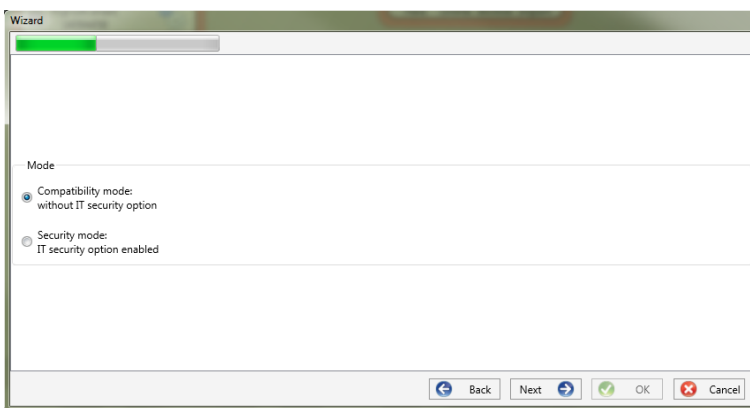 Wizard
Mode
Compatibility mode:
without IT security option
Security mode:
IT security option enabled
Back
Next
OK
Cancel